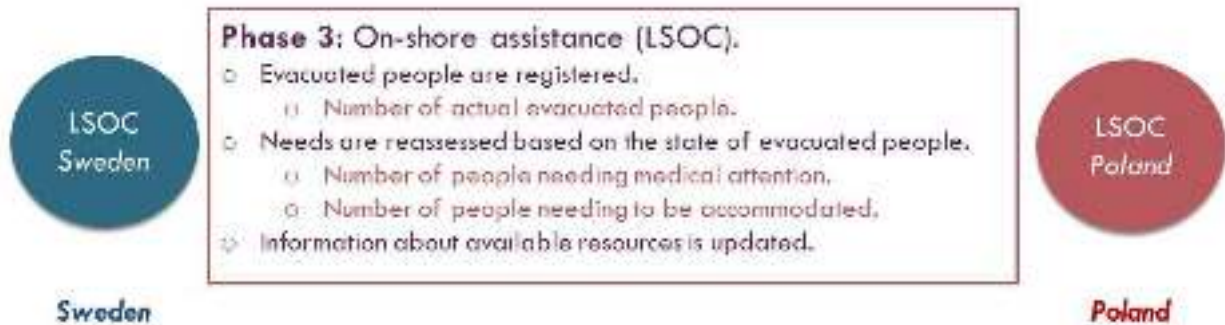 LSOC
Sweden
Phase 3: On-shore assistance (LSOC).
Evacuated people are registered.
Number of actual evacuated people.
Needs are reassessed based on the state of evacuated people.
Number of people needing medical attention.
Number of people needing to be accommodated.
Information about available resources is updated.
LSOC
Poland
Sweden
Poland